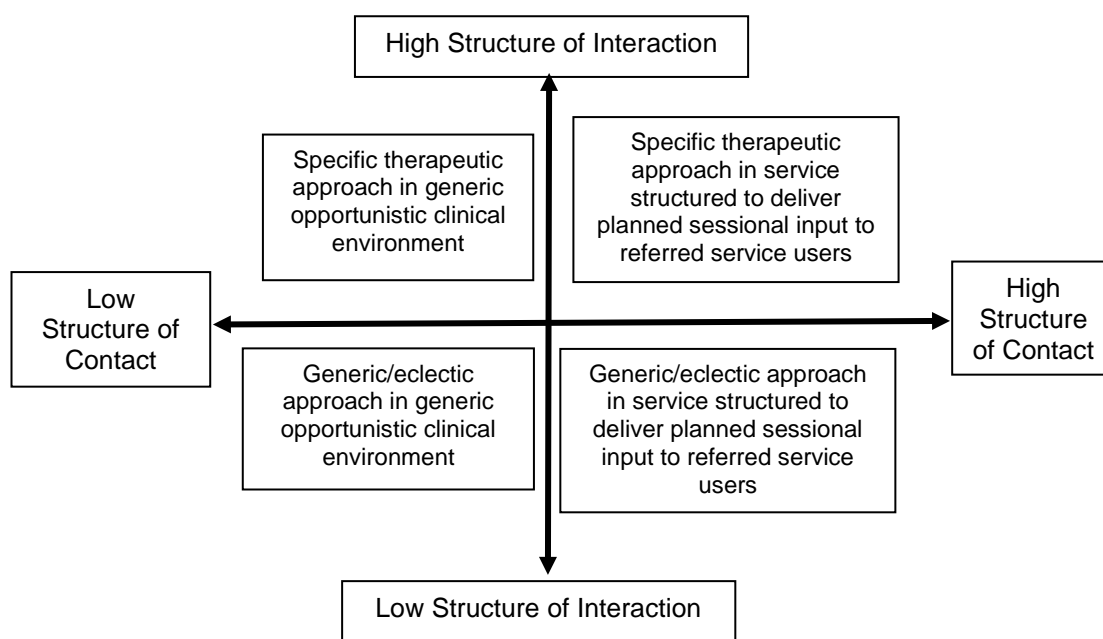 High Structure of Interaction
Specific therapeutic
approach in generic
opportunistic clinical
environment
Specific therapeutic
approach in service
structured to deliver
planned sessional input to
referred service users
Low
Structure of
Contact
High
Structure
of Contact
Generic/eclectic
approach in generic
opportunistic clinical
environment
Generic/eclectic approach
in service structured to
deliver planned sessional
input to referred service
users
Low Structure of Interaction